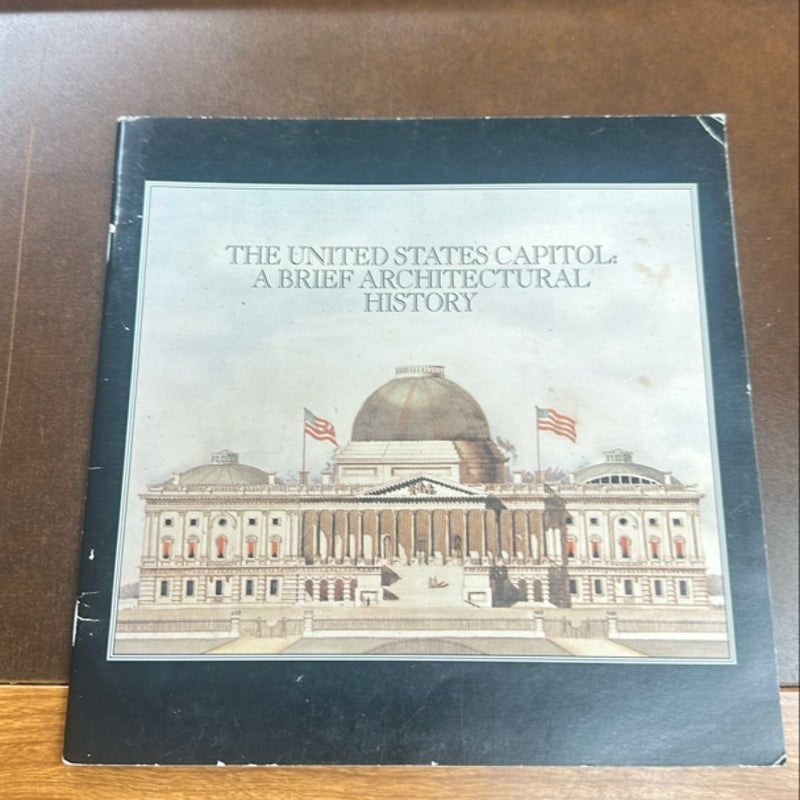 THE UNITED STATES CAPITOL:
A BRIEF ARCHITECTURAL
HISTORY